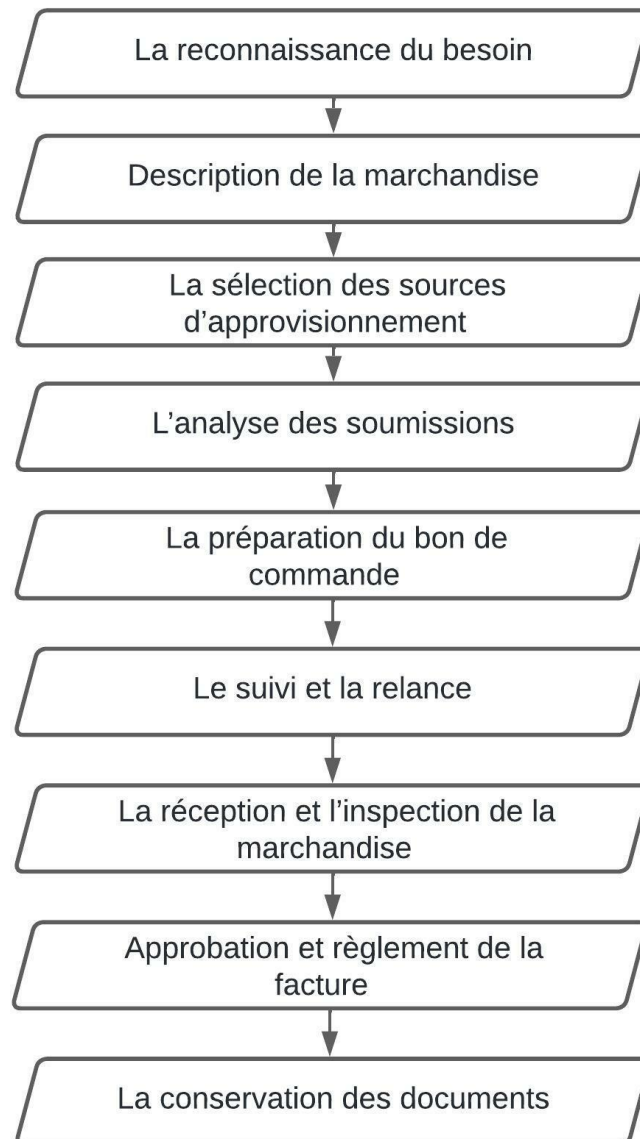 La reconnaissance du besoin
Description de la marchandise
La sélection des sources
d’approvisionnement
L’analyse des soumissions
La préparation du bon de
commande
Le suivi et la relance
La réception et l’inspection de la
marchandise
Approbation et règlement de la
facture
La conservation des documents